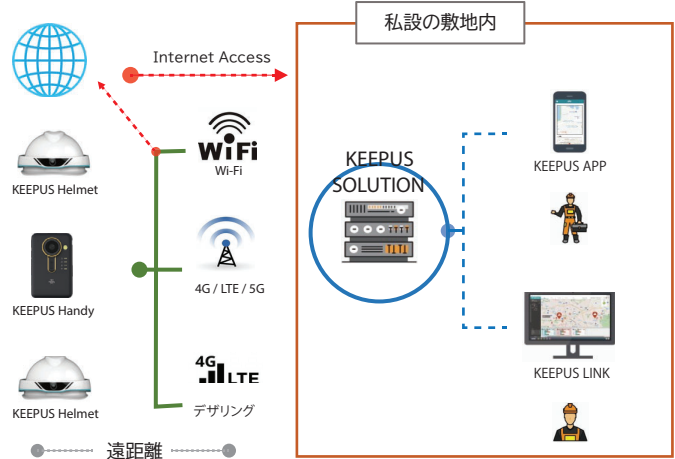 私設の敷地内
Internet Access
WiFi
Wi-Fi
KEEPUS Helmet
KEEPUS
SOLUTION
KEEPUS APP
4G / LTE / 5G
KEEPUS Handy
4G
LTE
KEEPUS LINK
デザリング
KEEPUS Helmet
遠距離